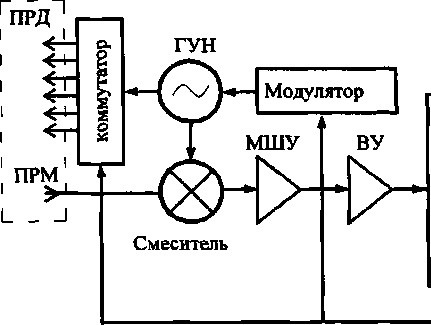 ПРД
коммутатор
ГУН
Модулятор
ПРМ
Смеситель
МШУ
ВУ